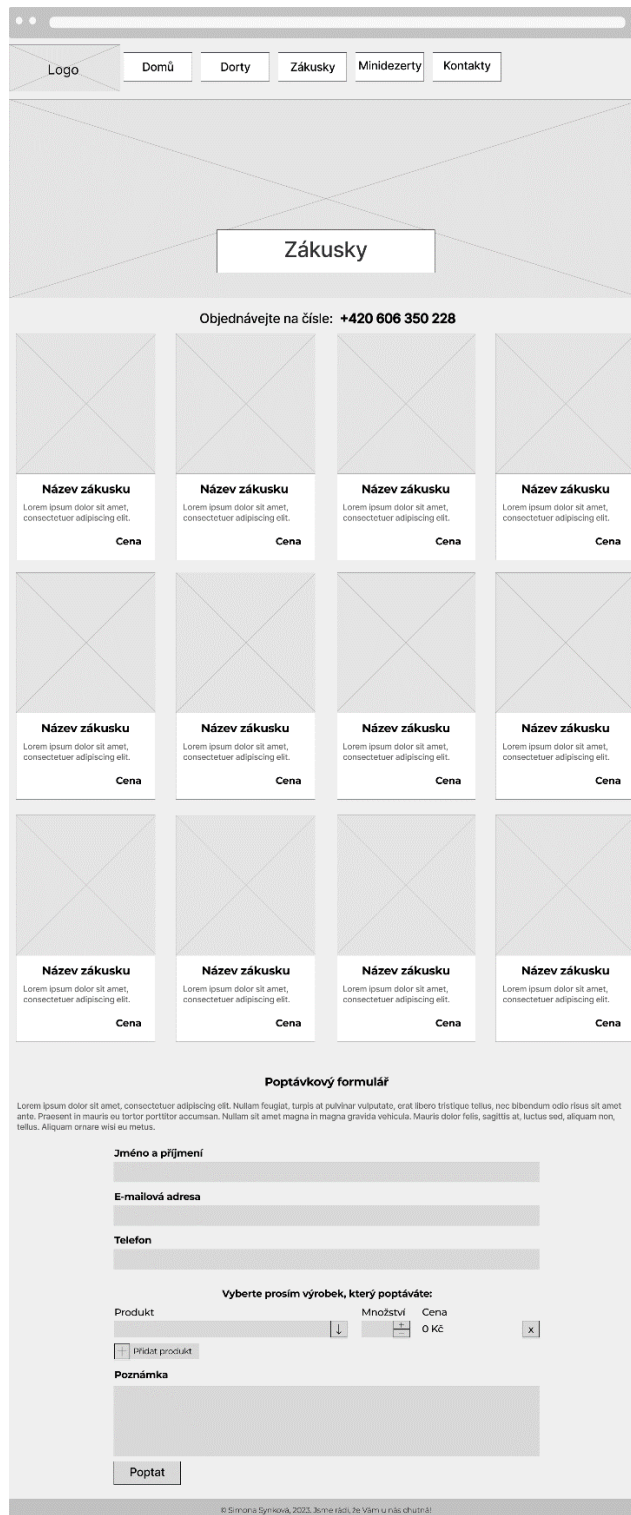 Logo
Domů
Dorty
Zákusky
Minidezerty
Kontakty
Zákusky
Objednávejte na čísle: +420 606 350 228
Název zákusku
Lorem ipsum dolor sit amet,
consectetuer adipiscing elit.
Cena
Název zákusku
Lorem ipsum dolor sit amet,
consectetuer adipiscing elit.
Cena
Název zákusku
Lorem ipsum dolor sit amet,
consectetuer adipiscing elit.
Cena
Název zákusku
Lorem ipsum dolor sit amet,
consectetuer adipiscing elit.
Cena
Název zákusku
Lorem ipsum dolor sit amet,
consectetuer adipiscing elit.
Cena
Název zákusku
Lorem ipsum dolor sit amet,
consectetuer adipiscing elit.
Cena
Název zákusku
Lorem ipsum dolor sit amet,
consectetuer adipiscing elit.
Cena
Název zákusku
Lorem ipsum dolor sit amet,
consectetuer adipiscing elit.
Cena
Název zákusku
Lorem ipsum dolor sit amet,
consectetuer adipiscing elit.
Cena
Název zákusku
Lorem ipsum dolor sit amet,
consectetuer adipiscing elit.
Cena
Název zákusku
Lorem ipsum dolor sit amet,
consectetuer adipiscing elit.
Cena
Název zákusku
Lorem ipsum dolor sit amet,
consectetuer adipiscing elit.
Cena
Poptávkový formulář
Lorem ipsum dolor sit amet, consectetuer adipiscing elit. Nullam feugiat, turpis at pulvinar vulputate, erat libero tristique tellus, nec bibendum odio risus sit amet
ante. Praesent in mauris eu tortor porttitor accumsan. Nullam sit amet magna in magna gravida vehicula. Mauris dolor felis, sagittis at, luctus sed, aliquam non,
tellus. Aliquam ornare wisi eu metus.
Jméno a příjmení
E-mailová adresa
Telefon
Vyberte prosím výrobek, který poptáváte:
Produkt Množství Cena
↓ + − 0 Kč x
+ Přidat produkt
Poznámka
Poptat
© Simona Synková, 2023. Jsme rádi, že Vám u nás chutná!